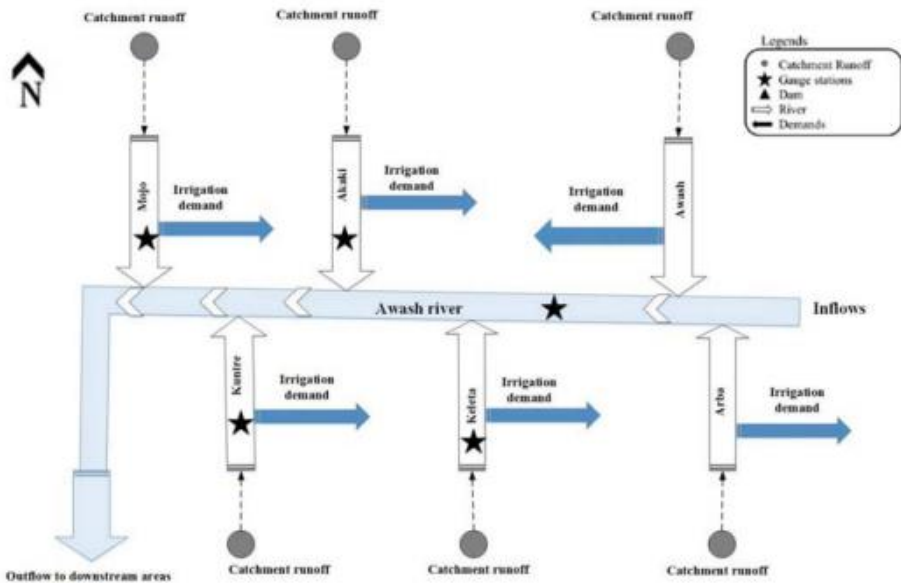 Catchment runoff
Catchment runoff
Catchment runoff
Legends
Catchment Runoff
Gauge stations
Dam
River
Demands
N
Mojo
Irrigation
demand
Akaki
Irrigation
demand
Irrigation
demand
Awash
Awash river
Inflows
Kuntre
Irrigation
demand
Keleta
Irrigation
demand
Arba
Irrigation
demand
Outflow to downstream areas
Catchment runoff
Catchment runoff
Catchment runoff